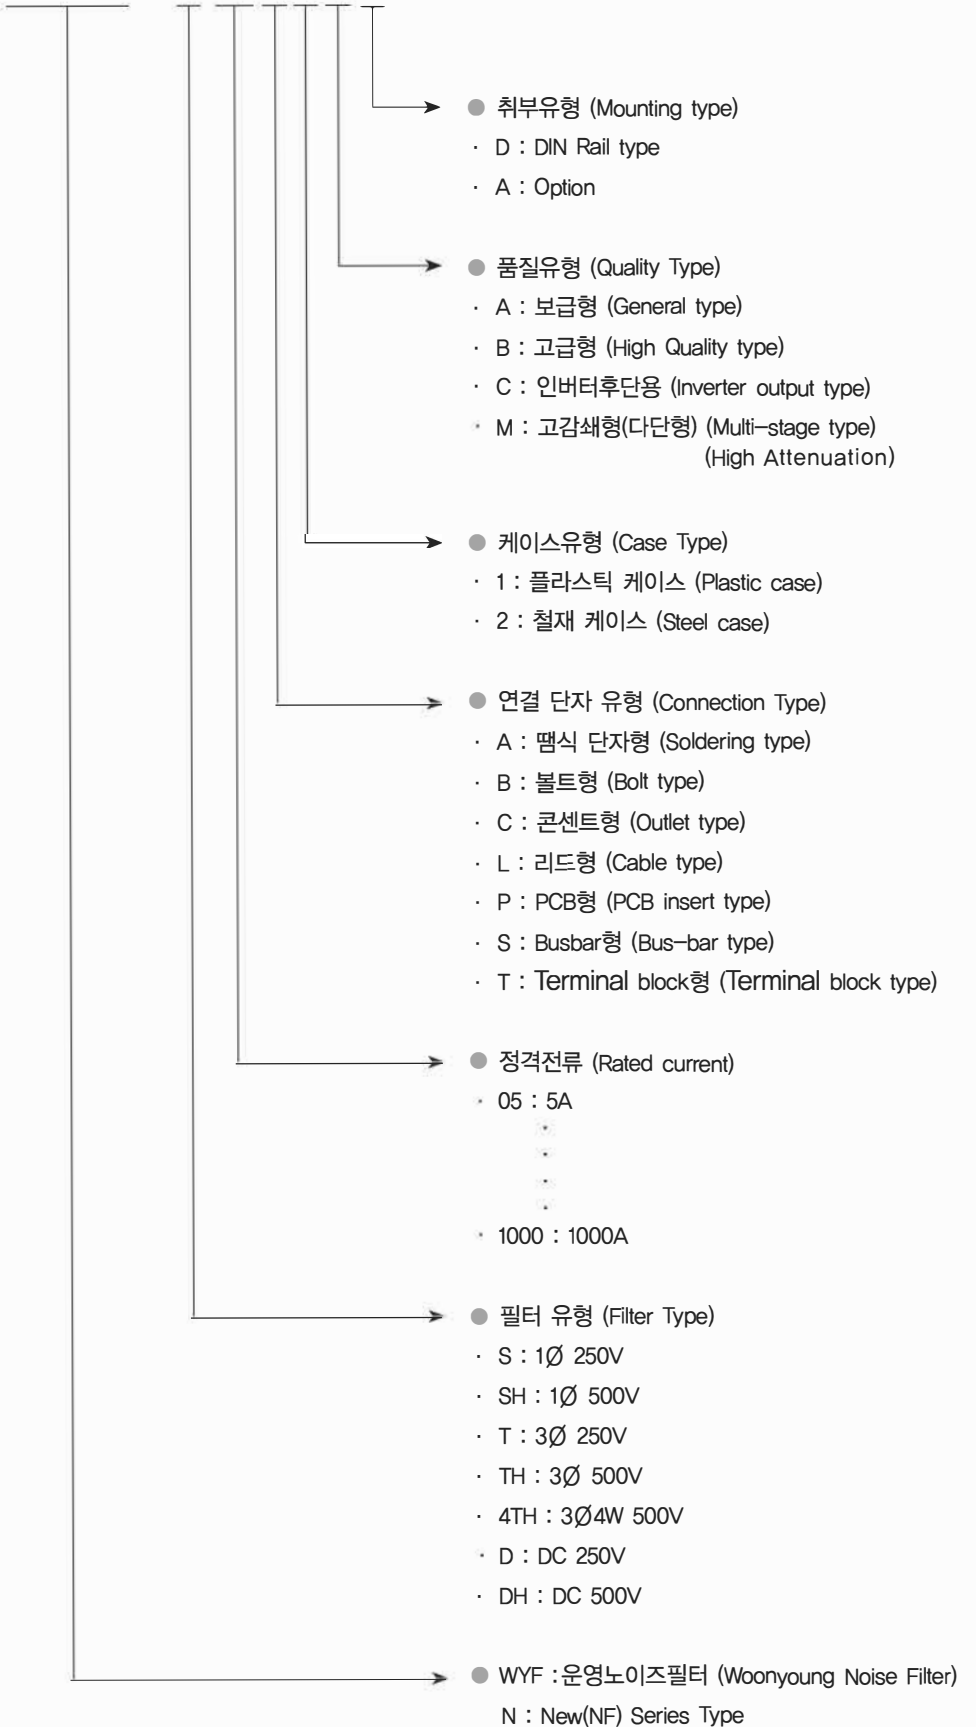 ● 취부유형 (Mounting type)
· D : DIN Rail type
· A : Option
● 품질유형 (Quality Type)
· A : 보급형 (General type)
· B : 고급형 (High Quality type)
· C : 인버터후단용 (Inverter output type)
· M : 고감쇄형(다단형) (Multi-stage type)
(High Attenuation)
● 케이스유형 (Case Type)
· 1 : 플라스틱 케이스 (Plastic case)
· 2 : 철재 케이스 (Steel case)
● 연결 단자 유형 (Connection Type)
· A : 땜식 단자형 (Soldering type)
· B : 볼트형 (Bolt type)
· C : 콘센트형 (Outlet type)
· L : 리드형 (Cable type)
· P : PCB형 (PCB insert type)
· S : Busbar형 (Bus-bar type)
· T : Terminal block형 (Terminal block type)
● 정격전류 (Rated current)
· 05 : 5A
· 1000 : 1000A
● 필터 유형 (Filter Type)
· S : 1Ø 250V
· SH : 1Ø 500V
· T : 3Ø 250V
· TH : 3Ø 500V
· 4TH : 3Ø4W 500V
· D : DC 250V
· DH : DC 500V
● WYF : 운영노이즈필터 (Woonyoung Noise Filter)
N : New(NF) Series Type